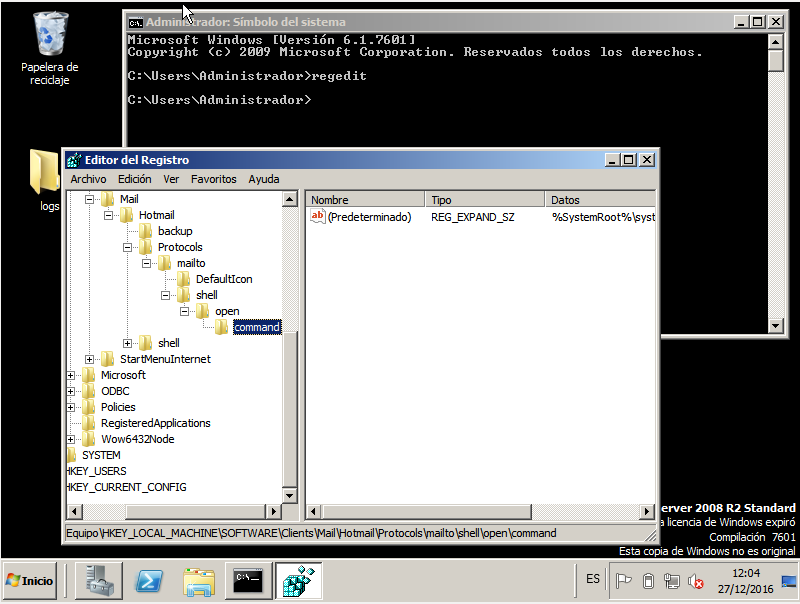 Papelera de
reciclaje
logs
Administrador: Símbolo del sistema
Microsoft Windows [Versión 6.1.7601]
Copyright (c) 2009 Microsoft Corporation. Reservados todos los derechos.
C:\Users\Administrador>regedit
C:\Users\Administrador>
Editor del Registro
Archivo Edición Ver Favoritos Ayuda
Mail
Hotmail
backup
Protocols
mailto
DefaultIcon
shell
open
command
shell
StartMenuInternet
Microsoft
ODBC
Policies
RegisteredApplications
Wow6432Node
SYSTEM
HKEY_USERS
HKEY_CURRENT_CONFIG
Nombre Tipo Datos
ab (Predeterminado) REG_EXPAND_SZ %SystemRoot%\syst
Equipo\HKEY_LOCAL_MACHINE\SOFTWARE\Clients\Mail\Hotmail\Protocols\mailto\shell\open\command
erver 2008 R2 Standard
a licencia de Windows expiró
Compilación 7601
Esta copia de Windows no es original
Inicio
C:\
ES
12:04
27/12/2016